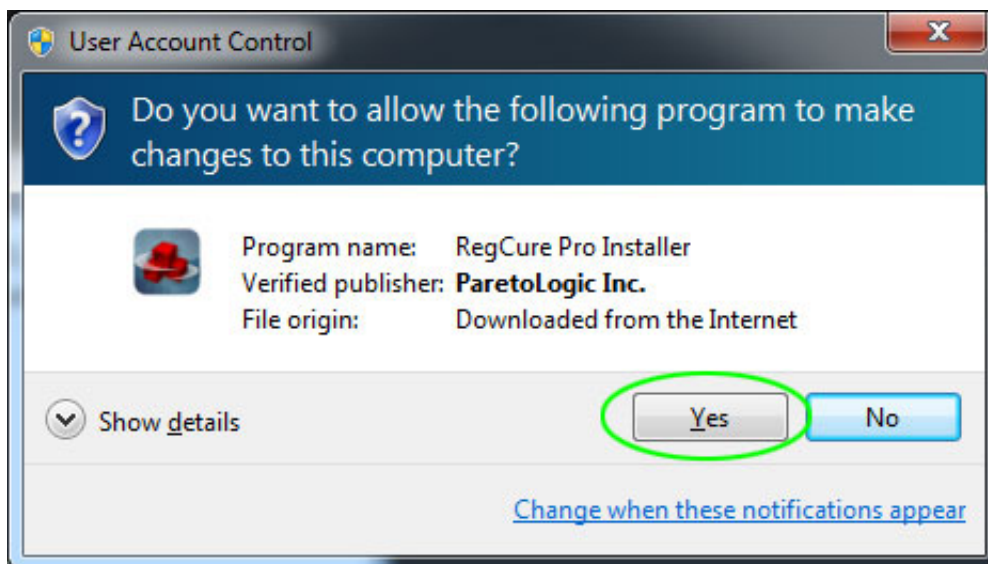 User Account Control
Do you want to allow the following program to make
changes to this computer?
Program name: RegCure Pro Installer
Verified publisher: ParetoLogic Inc.
File origin: Downloaded from the Internet
Show details
Yes
No
Change when these notifications appear